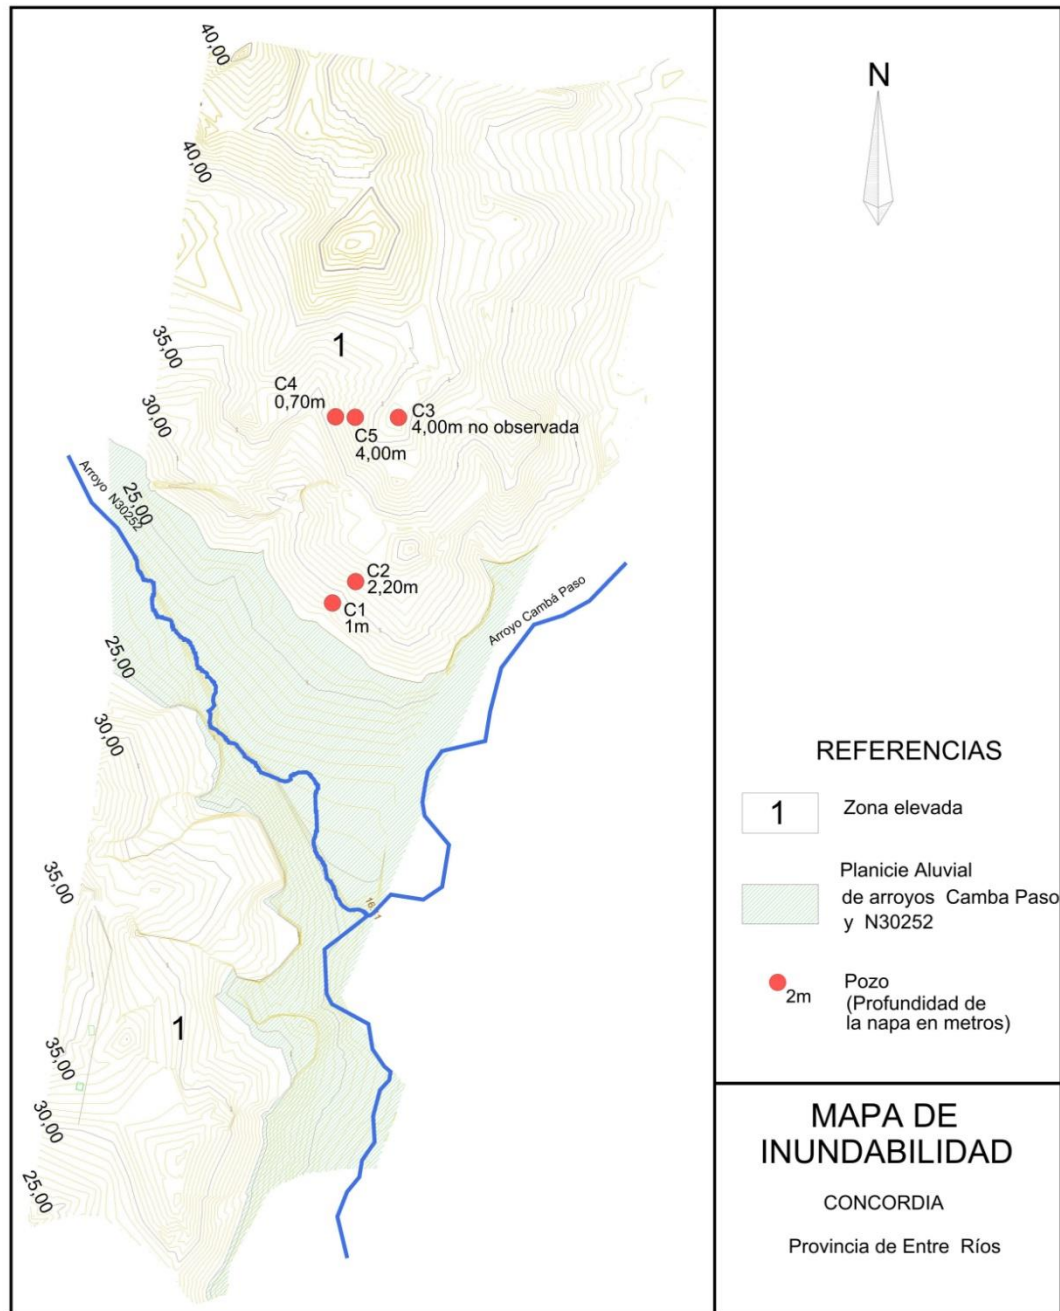 40,00
40,00
35,00
30,00
25,00
25,00
30,00
35,00
35,00
30,00
25,00
Arroyo N30252
Arroyo Cambá Paso
1
C4
0,70m
C5
4,00m
C3
4,00m no observada
C2
2,20m
C1
1m
1
N
REFERENCIAS
1
Zona elevada
Planicie Aluvial
de arroyos Camba Paso
y N30252
2m
Pozo
(Profundidad de
la napa en metros)
MAPA DE
INUNDABILIDAD
CONCORDIA
Provincia de Entre Ríos